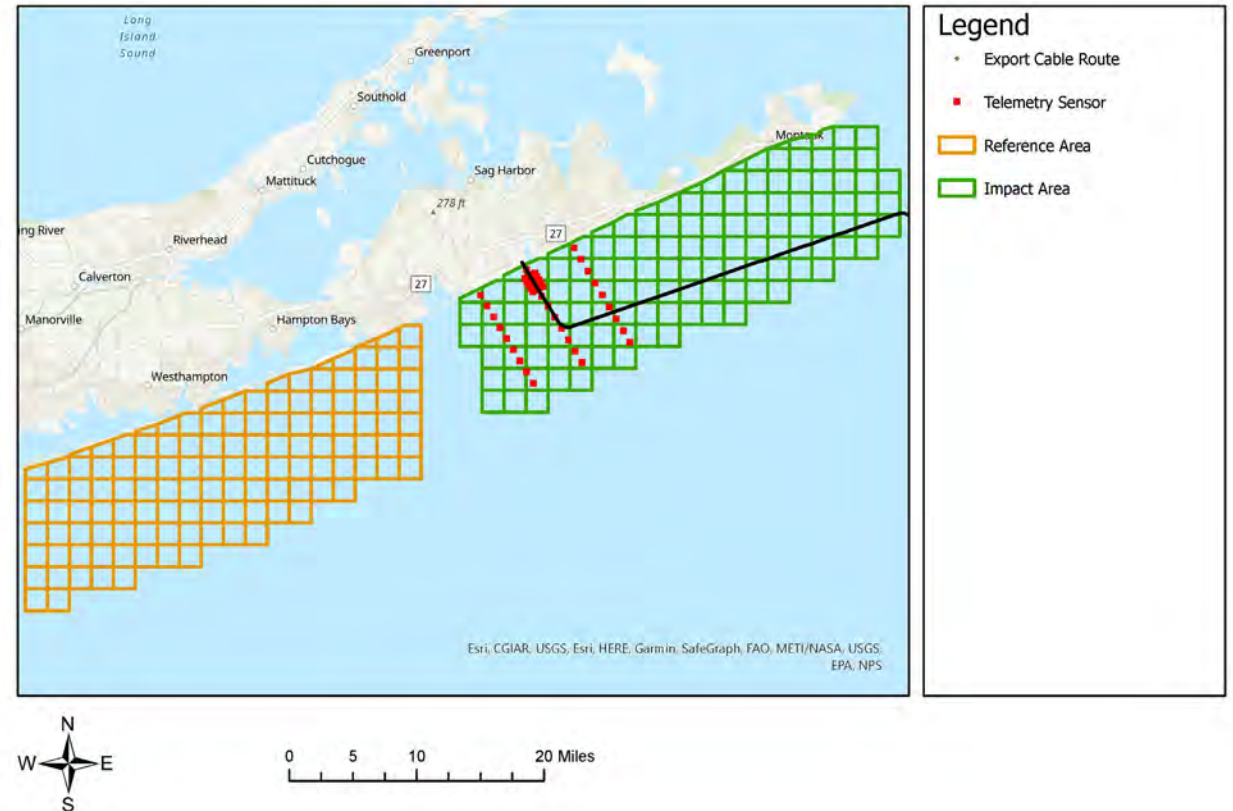 Long
Island
Sound
Greenport
Southold
Cutchogue
Mattituck
Sag Harbor
278 ft
Montauk
27
ng River
Riverhead
27
Calverton
Manorville
Hampton Bays
Westhampton
Esri, CGIAR, USGS, Esri, HERE, Garmin, SafeGraph, FAO, METI/NASA, USGS,
EPA, NPS
Legend
Export Cable Route
Telemetry Sensor
Reference Area
Impact Area
N
W E
S
0 5 10 20 Miles